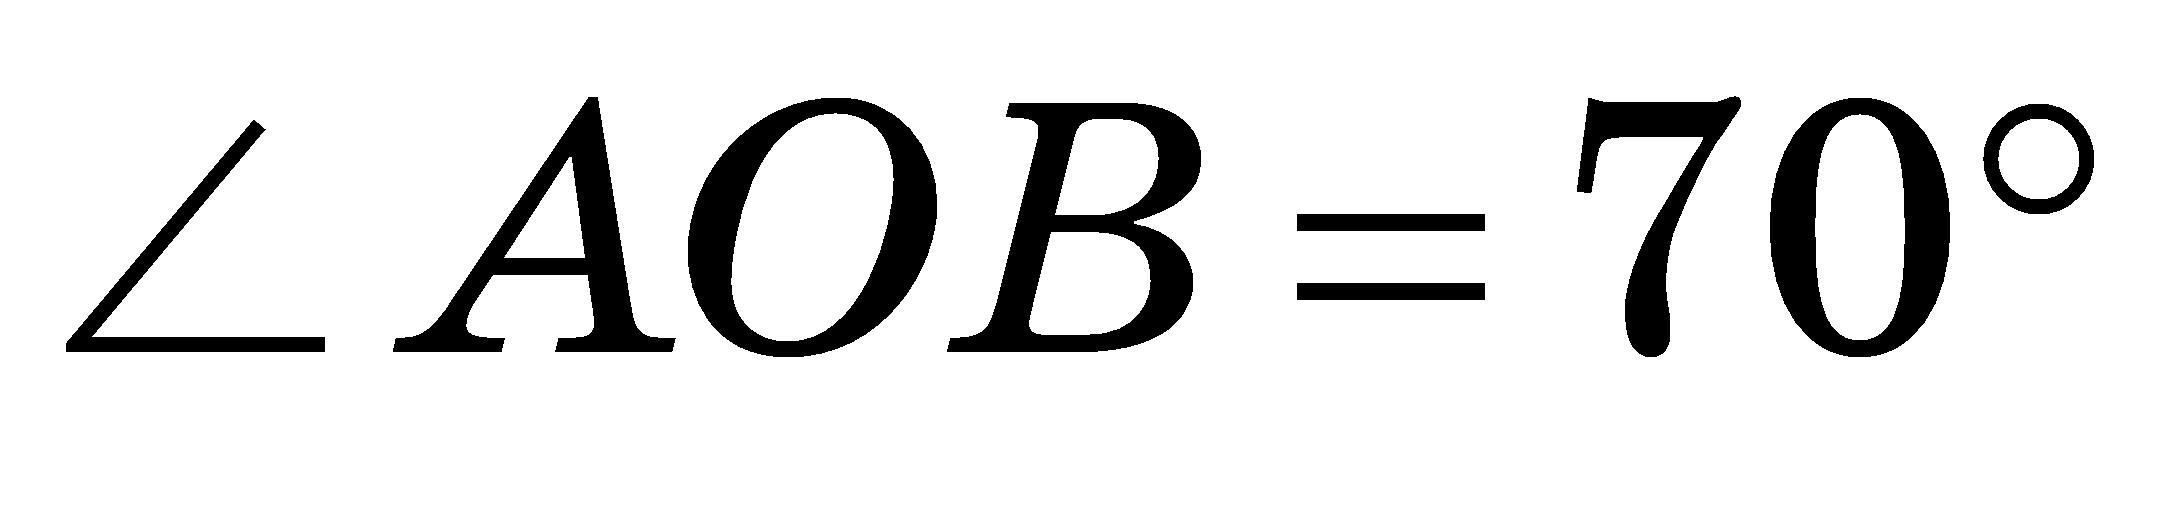 ∠AOB = 70°